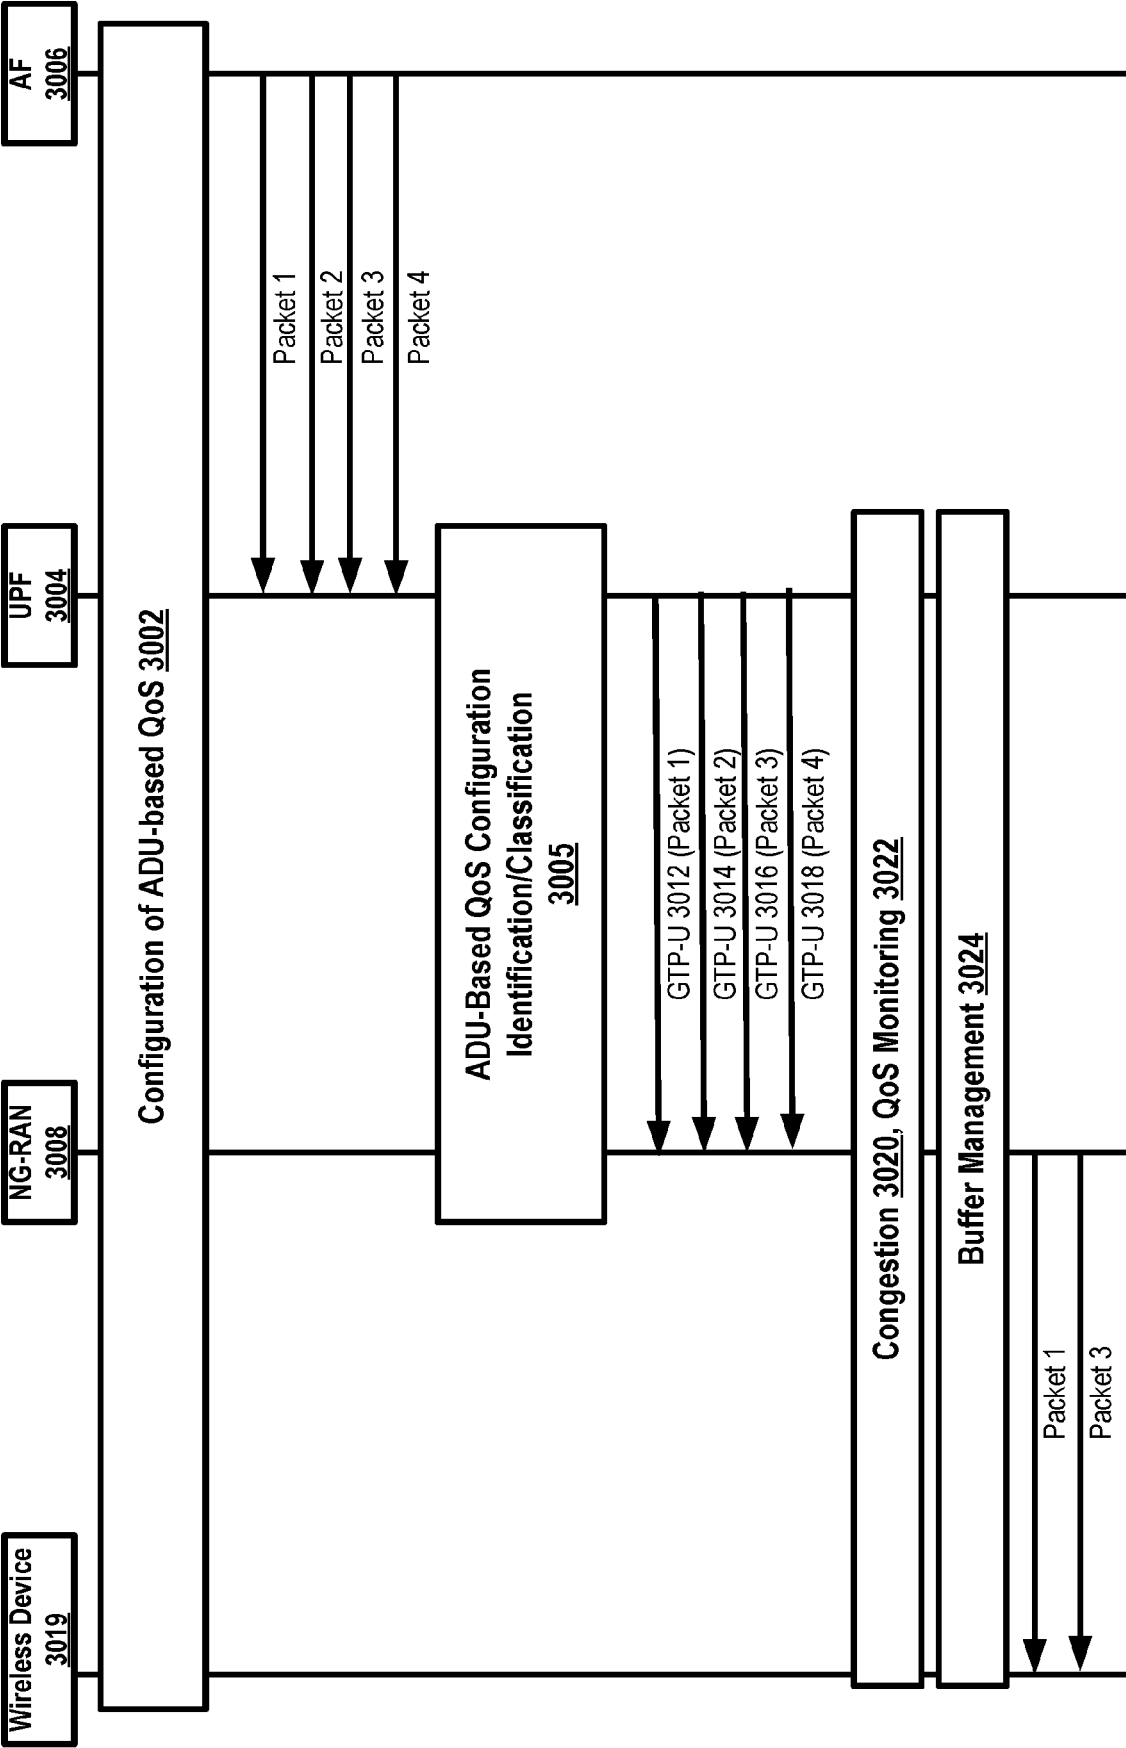 Wireless Device
3019
NG-RAN
3008
UPF
3004
AF
3006
Configuration of ADU-based QoS 3002
Packet 1
Packet 2
Packet 3
Packet 4
ADU-Based QoS Configuration
Identification/Classification
3005
GTP-U 3012 (Packet 1)
GTP-U 3014 (Packet 2)
GTP-U 3016 (Packet 3)
GTP-U 3018 (Packet 4)
Congestion 3020, QoS Monitoring 3022
Buffer Management 3024
Packet 1
Packet 3